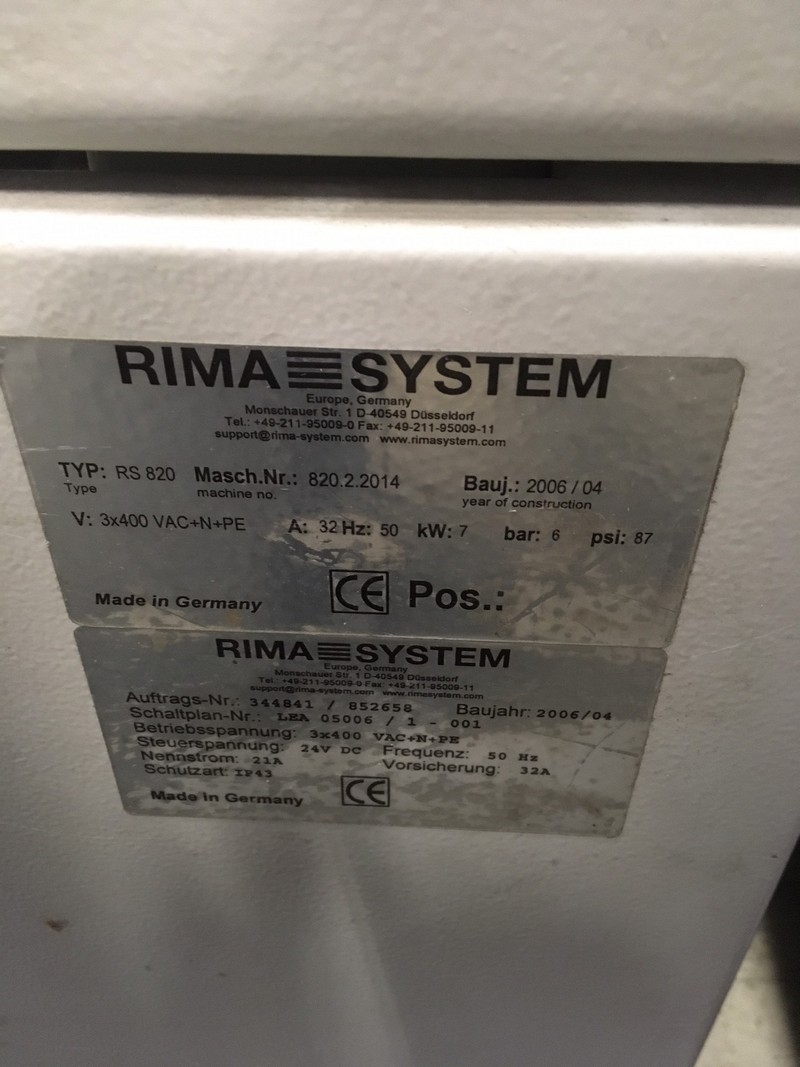 RIMA SYSTEM
Europe, Germany
Monschauer Str. 1 D-40549 Düsseldorf
Tel.: +49-211-95009-0 Fax: +49-211-95009-11
support@rima-system.com www.rimasystem.com
TYP: RS 820 Masch.Nr.: 820.2.2014 Bauj.: 2006 / 04
Type machine no. year of construction
V: 3x400 VAC+N+PE A: 32 Hz: 50 kW: 7 bar: 6 psi: 87
Made in Germany CE Pos.:
RIMA SYSTEM
Europe, Germany
Monschauer Str. 1 D-40549 Düsseldorf
Tel.: +49-211-95009-0 Fax: +49-211-95009-11
support@rima-system.com www.rimasystem.com
Auftrags-Nr.: 344841 / 852658 Baujahr: 2006/04
Schaltplan-Nr.: LEA 05006 / 1 - 001
Betriebsspannung: 3x400 VAC+N+PE
Steuerspannung: 24V DC Frequenz: 50 Hz
Nennstrom: 21A Vorsicherung: 32A
Schutzart: IP43
Made in Germany CE